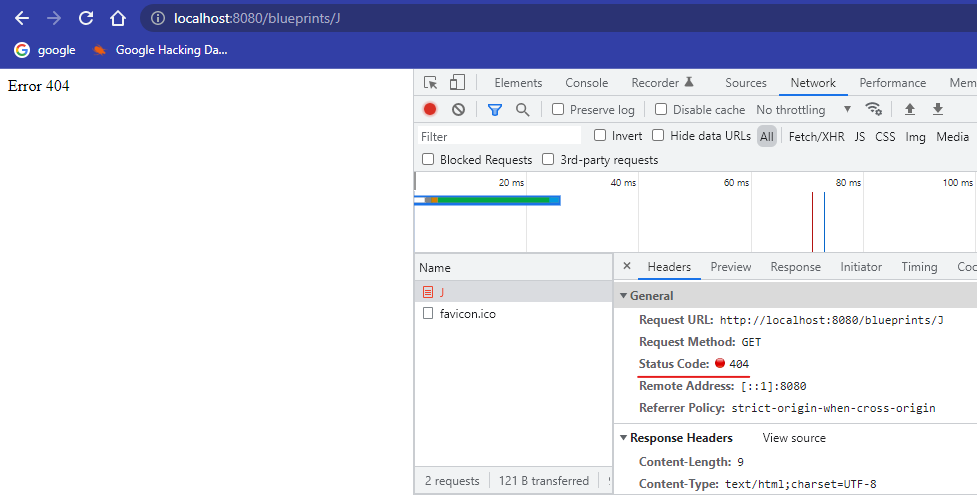 localhost:8080/blueprints/J
google Google Hacking Da...
Error 404
Elements Console Recorder Sources Network Performance Mem
Preserve log Disable cache No throttling
Filter Invert Hide data URLs All Fetch/XHR JS CSS Img Media
Blocked Requests 3rd-party requests
20 ms 40 ms 60 ms 80 ms 100 ms
Name × Headers Preview Response Initiator Timing Coo
J
favicon.ico
General
Request URL: http://localhost:8080/blueprints/J
Request Method: GET
Status Code: 404
Remote Address: [::1]:8080
Referrer Policy: strict-origin-when-cross-origin
Response Headers View source
Content-Length: 9
Content-Type: text/html;charset=UTF-8
2 requests 121 B transferred